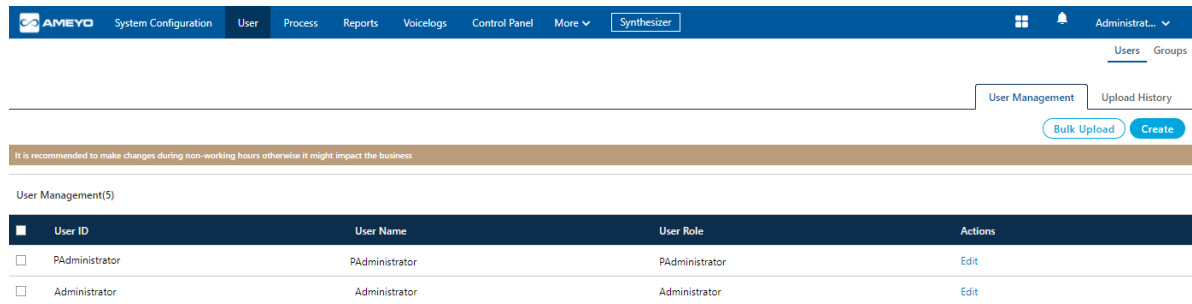 AMEYO System Configuration User Process Reports Voicelogs Control Panel More Synthesizer Administrat...
Users Groups
User Management Upload History
Bulk Upload Create
It is recommended to make changes during non-working hours otherwise it might impact the business
User Management(5)
User ID User Name User Role Actions
PAdministrator PAdministrator PAdministrator Edit
Administrator Administrator Administrator Edit